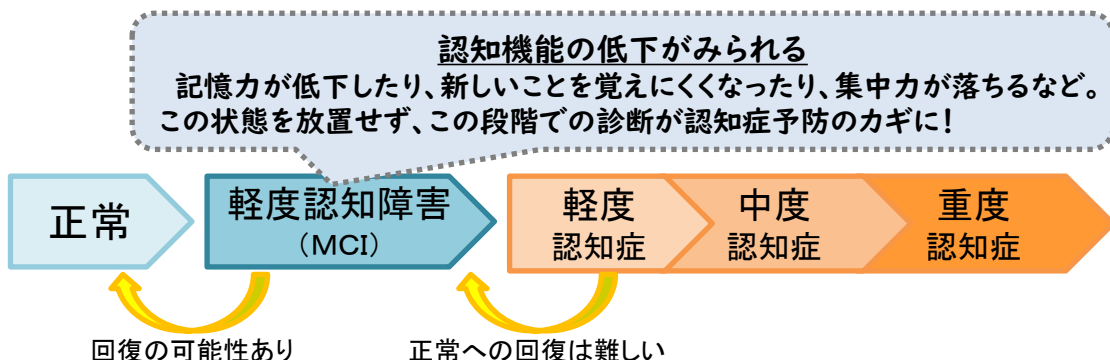 認知機能の低下がみられる
記憶力が低下したり、新しいことを覚えにくくなったり、集中力が落ちるなど。
この状態を放置せず、この段階での診断が認知症予防のカギに!
正常
軽度認知障害
(MCI)
軽度
認知症
中度
認知症
重度
認知症
回復の可能性あり
正常への回復は難しい